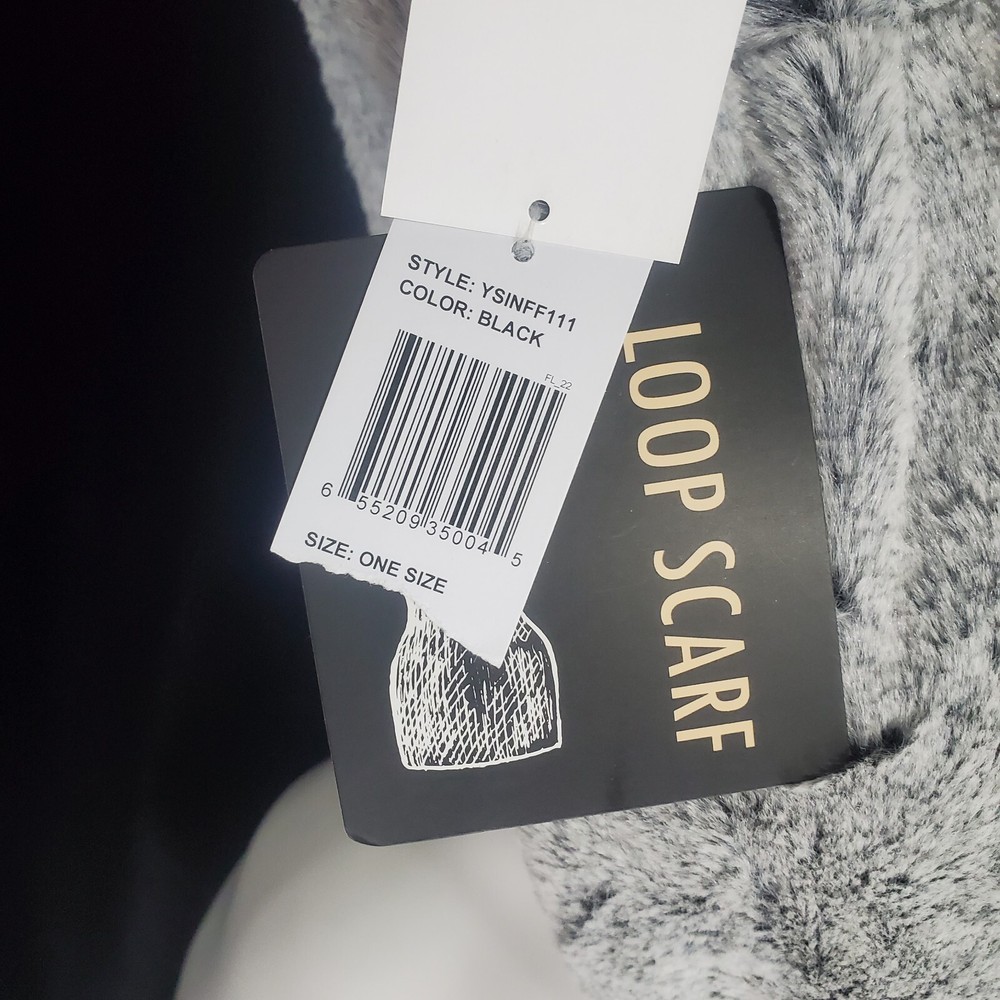 STYLE: YSINFF111
COLOR: BLACK
FL_22
6 55209 35004 5
SIZE: ONE SIZE
LOOP SCARF